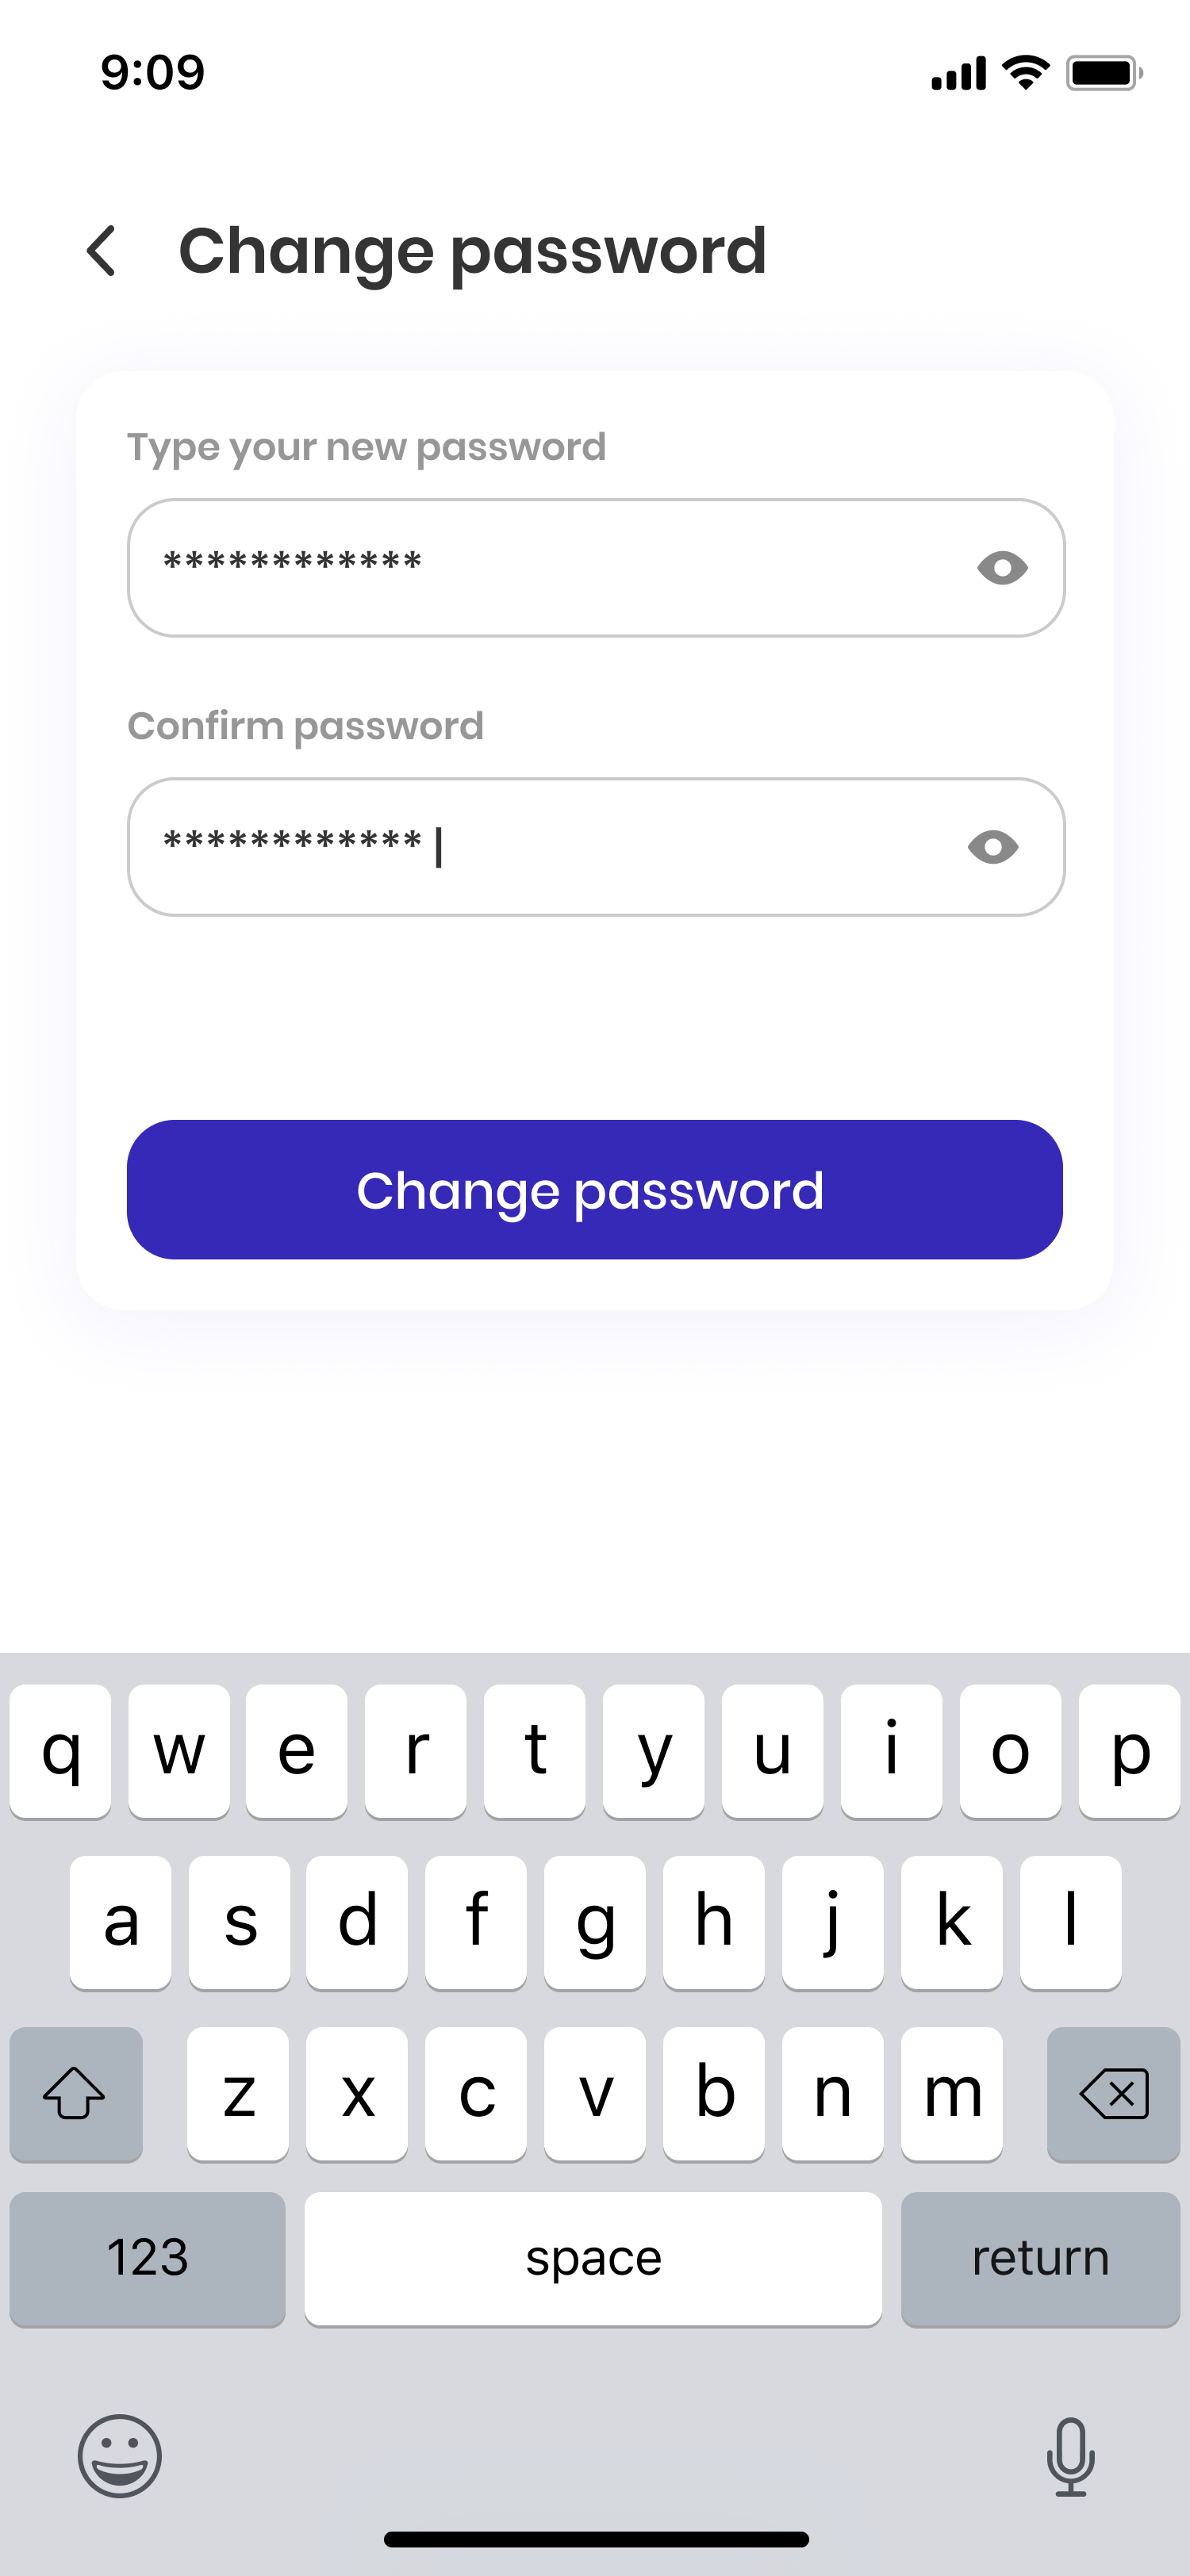 9:09
Change password
Type your new password
************
Confirm password
************
Change password
q w e r t y u i o p
a s d f g h j k l
z x c v b n m
123 space return